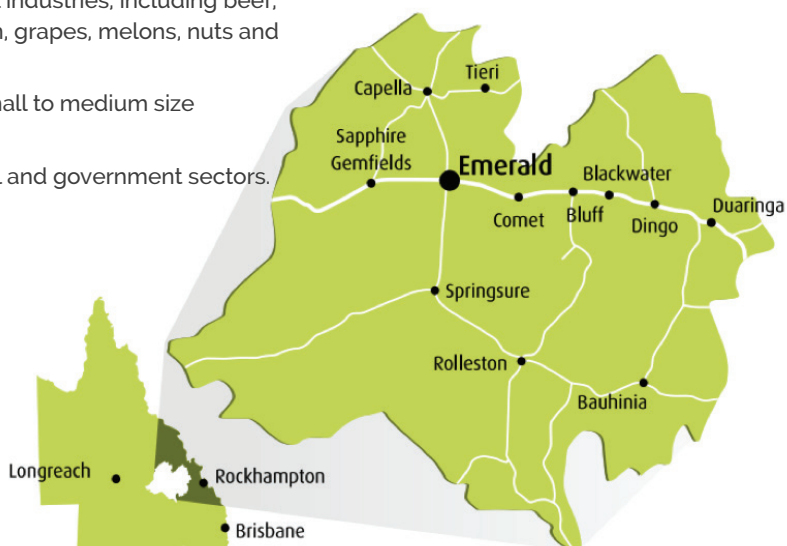 industries, including beef,
grapes, melons, nuts and
to medium size
and government sectors.
Tieri
Capella
Sapphire
Gemfields
Emerald
Blackwater
Duaringa
Comet
Bluff
Dingo
Springsure
Rolleston
Bauhinia
Longreach
Rockhampton
Brisbane